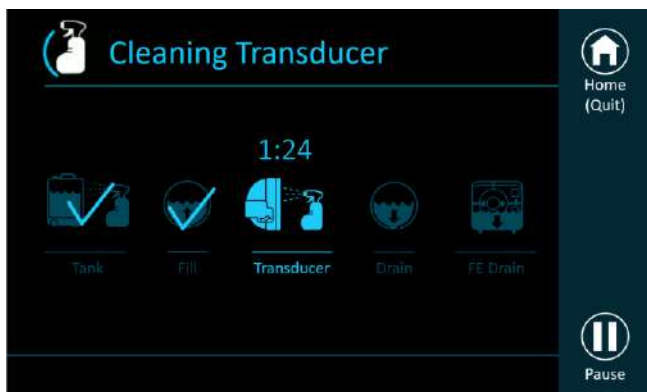 Cleaning Transducer
Home
(Quit)
1:24
Tank
Fill
Transducer
Drain
FE Drain
Pause